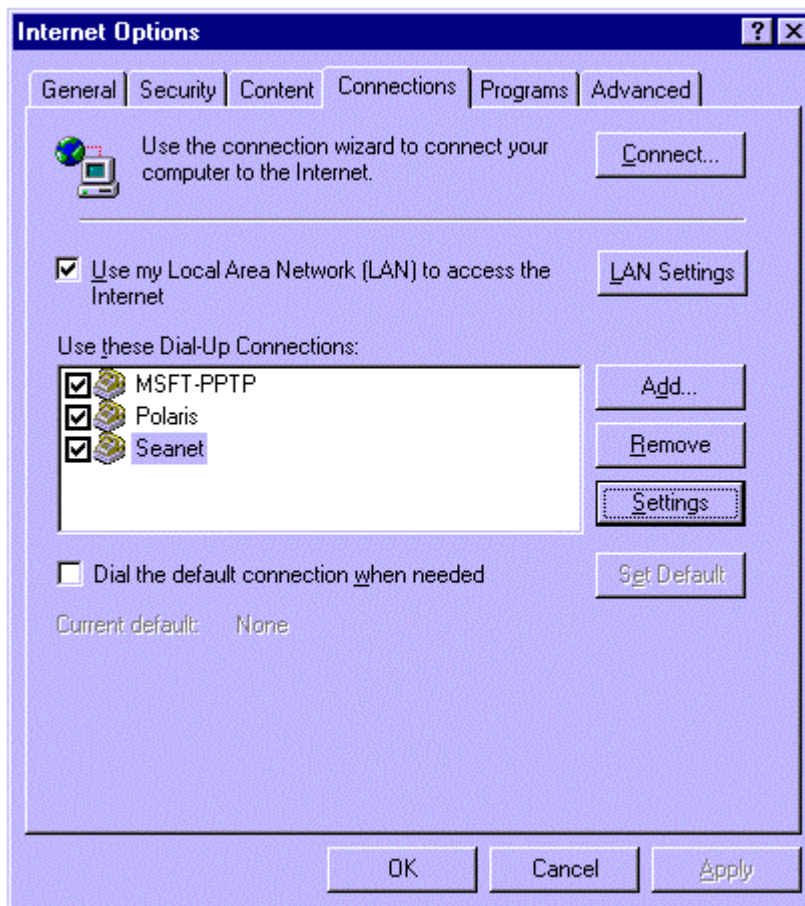 Internet Options
General Security Content Connections Programs Advanced
Use the connection wizard to connect your
computer to the Internet.
Connect...
Use my Local Area Network (LAN) to access the
Internet
LAN Settings
Use these Dial-Up Connections:
MSFT-PPTP
Polaris
Seanet
Add...
Remove
Settings
Dial the default connection when needed
Set Default
Current default: None
OK Cancel Apply